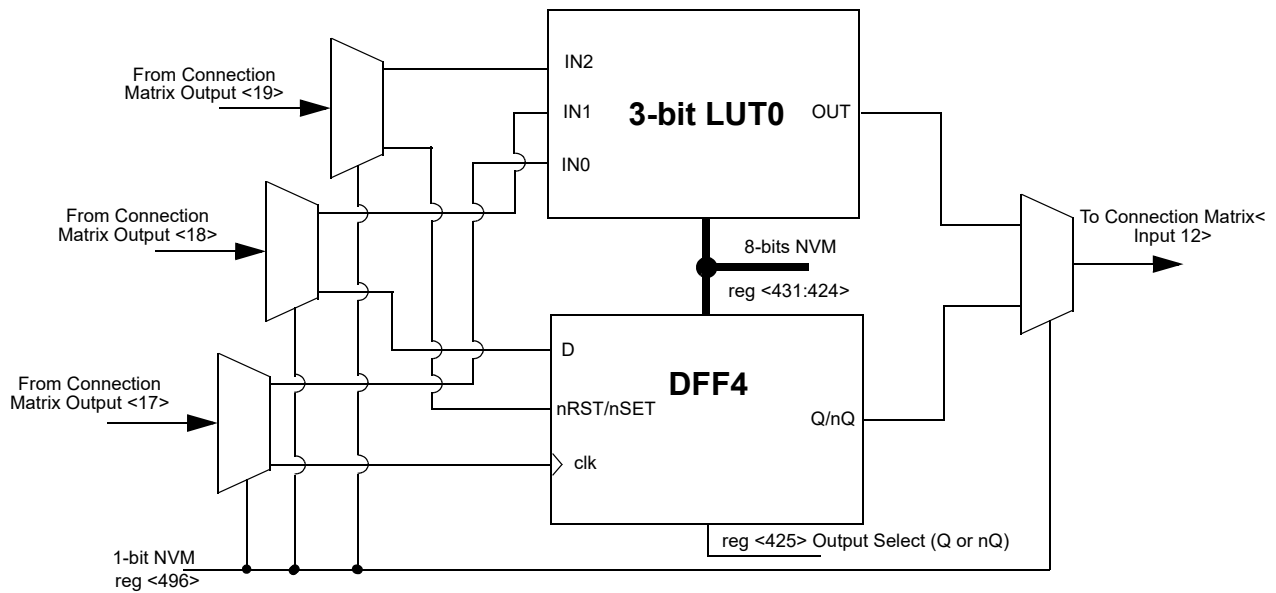 From Connection
Matrix Output <19>
IN2
IN1
3-bit LUT0
OUT
IN0
From Connection
Matrix Output <18>
To Connection Matrix<
Input 12>
8-bits NVM
reg <431:424>
D
DFF4
From Connection
Matrix Output <17>
nRST/nSET
Q/nQ
clk
reg <425> Output Select (Q or nQ)
1-bit NVM
reg <496>